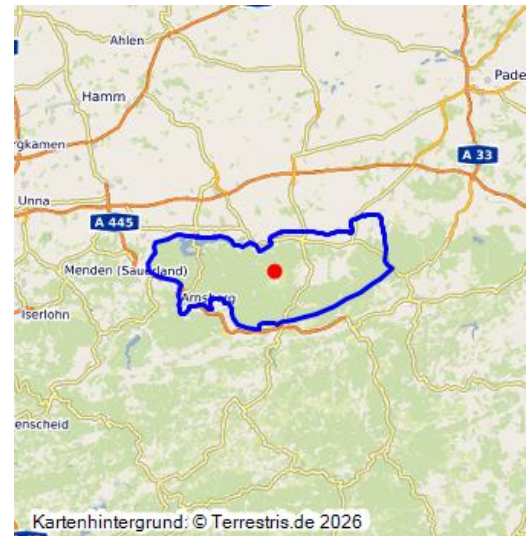 Ahlen
Pade
Hamm
rgkamen
A 33
Unna
A 445
Menden (Sauerland)
Arnsberg
Iserlohn
enscheid
Kartenhintergrund: © Terrestris.de 2026